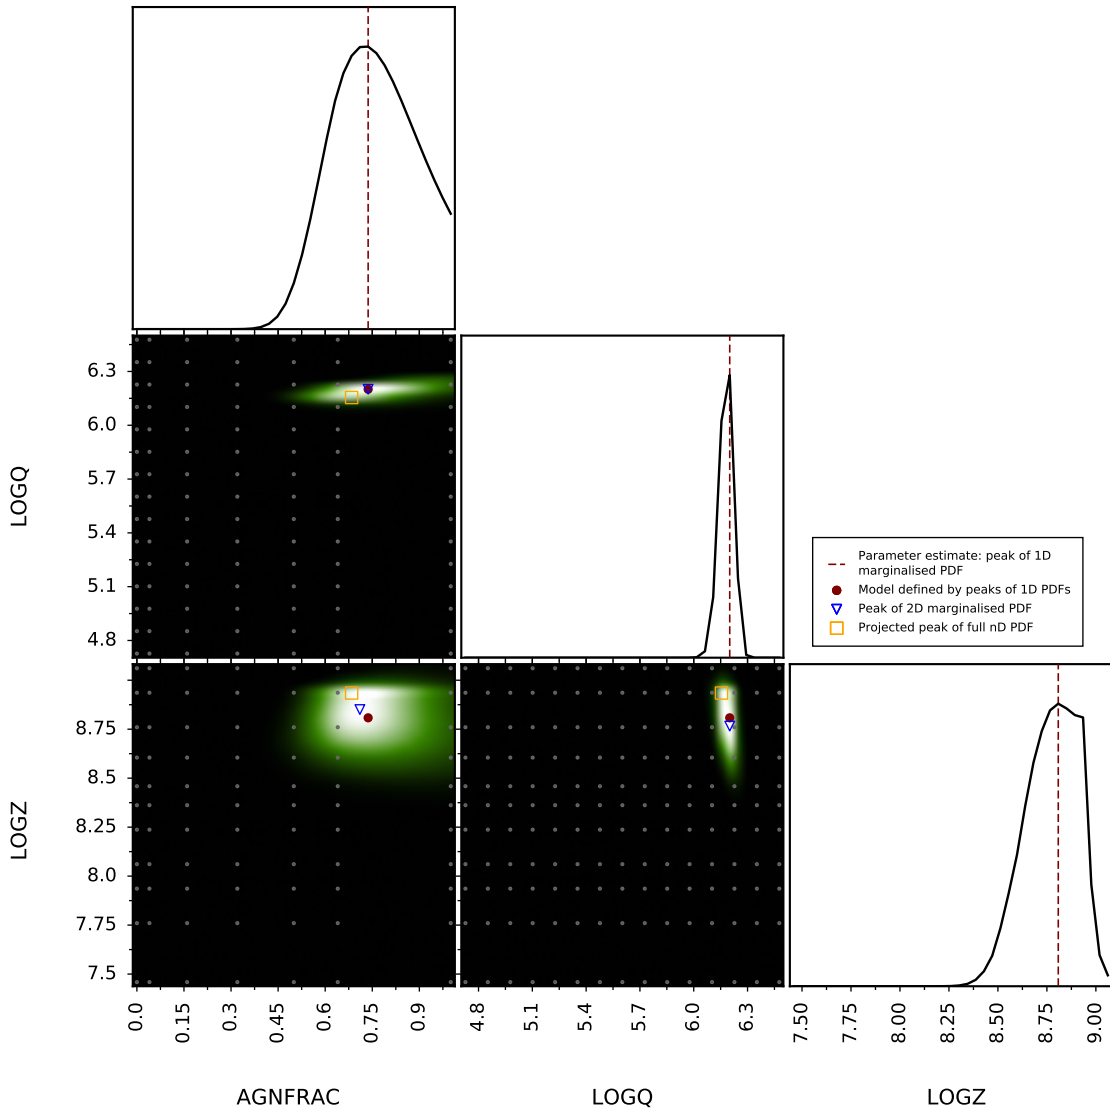 6.3
6.0
5.7
5.4
5.1
4.8
LOGQ
Parameter estimate: peak of 1D
marginalised PDF
Model defined by peaks of 1D PDFs
Peak of 2D marginalised PDF
Projected peak of full nD PDF
8.75
8.5
8.25
8.0
7.75
7.5
LOGZ
0.0 0.15 0.3 0.45 0.6 0.75 0.9
4.8 5.1 5.4 5.7 6.0 6.3
7.50 7.75 8.00 8.25 8.50 8.75 9.00
AGNFRAC
LOGQ
LOGZ